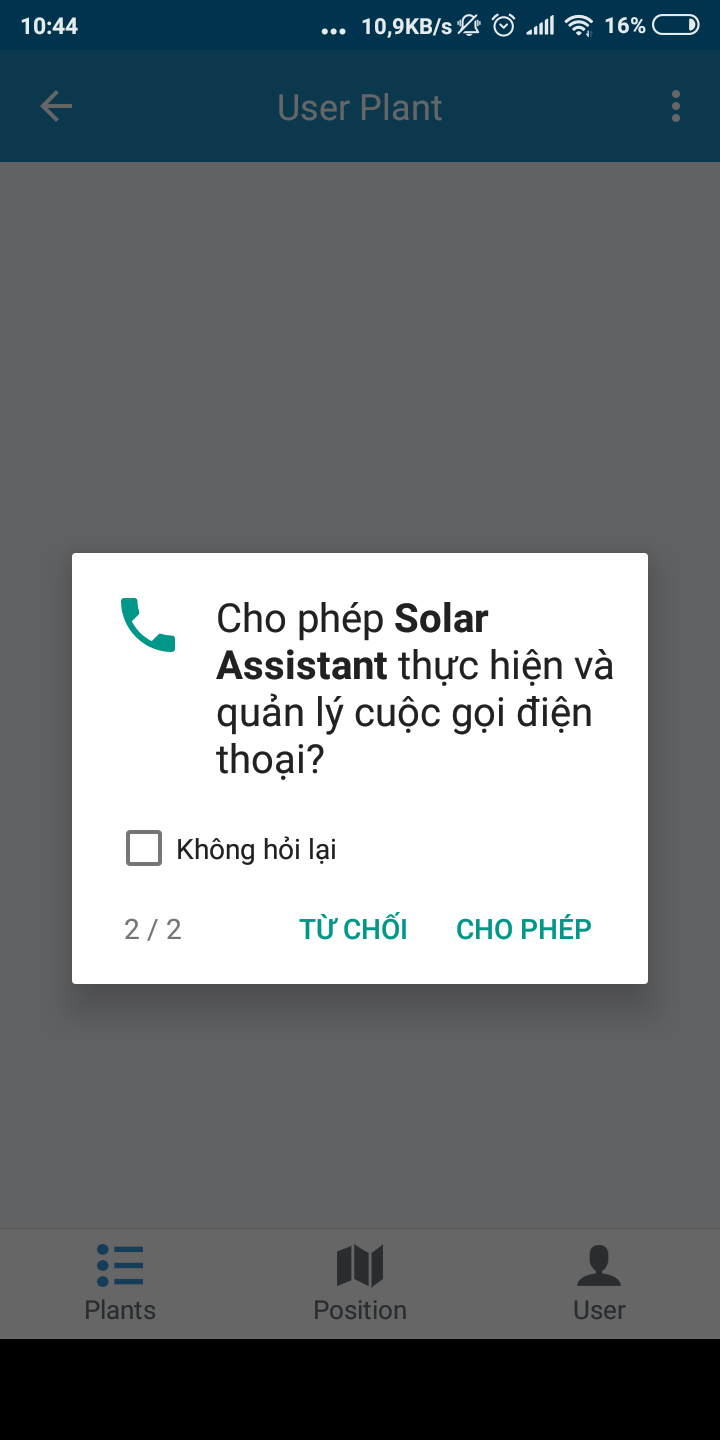 10:44 ... 10,9KB/s 16%
User Plant
Cho phép Solar
Assistant thực hiện và
quản lý cuộc gọi điện
thoại?
Không hỏi lại
2 / 2 TỪ CHỐI CHO PHÉP
Plants Position User